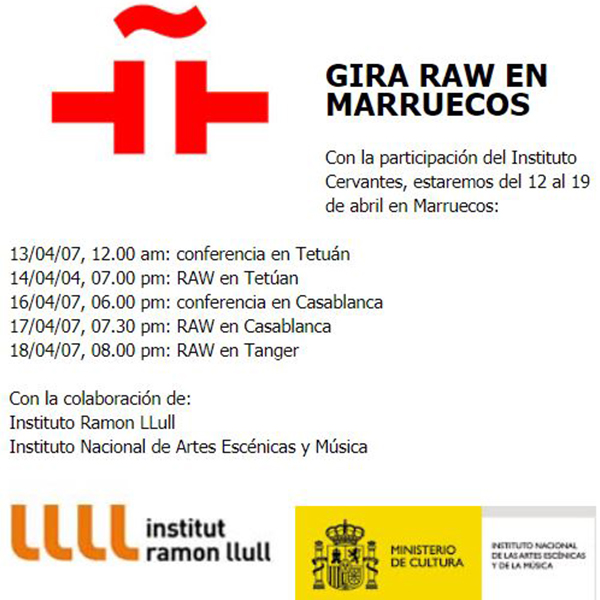 GIRA RAW EN
MARRUECOS
Con la participación del Instituto
Cervantes, estaremos del 12 al 19
de abril en Marruecos:
13/04/07, 12.00 am: conferencia en Tetuán
14/04/04, 07.00 pm: RAW en Tetúan
16/04/07, 06.00 pm: conferencia en Casablanca
17/04/07, 07.30 pm: RAW en Casablanca
18/04/07, 08.00 pm: RAW en Tanger
Con la colaboración de:
Instituto Ramon LLull
Instituto Nacional de Artes Escénicas y Música
institut
ramon llull
MINISTERIO
DE CULTURA
INSTITUTO NACIONAL
DE LAS ARTES ESCÉNICAS
Y DE LA MÚSICA